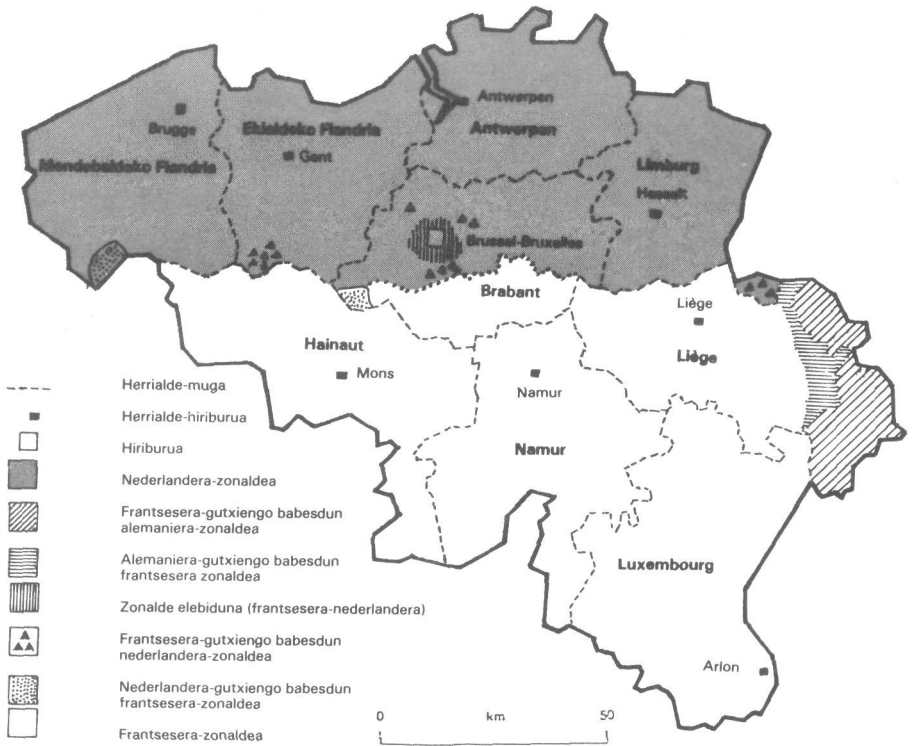 Antwerpen
Antwerpen
Brugge
Ekialdeko Flandria
Gent
Mendebaldeko Flandria
Limburg
Hasselt
Brussel-Bruxelles
Brabant
Liège
Liège
Hainaut
Mons
Namur
Namur
Luxembourg
Arlon
Herrialde-muga
Herrialde-hiriburua
Hiriburua
Nederlandera-zonaldea
Frantsesera-gutxiengo babesdun
alemaniera-zonaldea
Alemaniera-gutxiengo babesdun
frantsesera zonaldea
Zonalde elebiduna (frantsesera-nederlandera)
Frantsesera-gutxiengo babesdun
nederlandera-zonaldea
Nederlandera-gutxiengo babesdun
frantsesera-zonaldea
Frantsesera-zonaldea
0 km 50